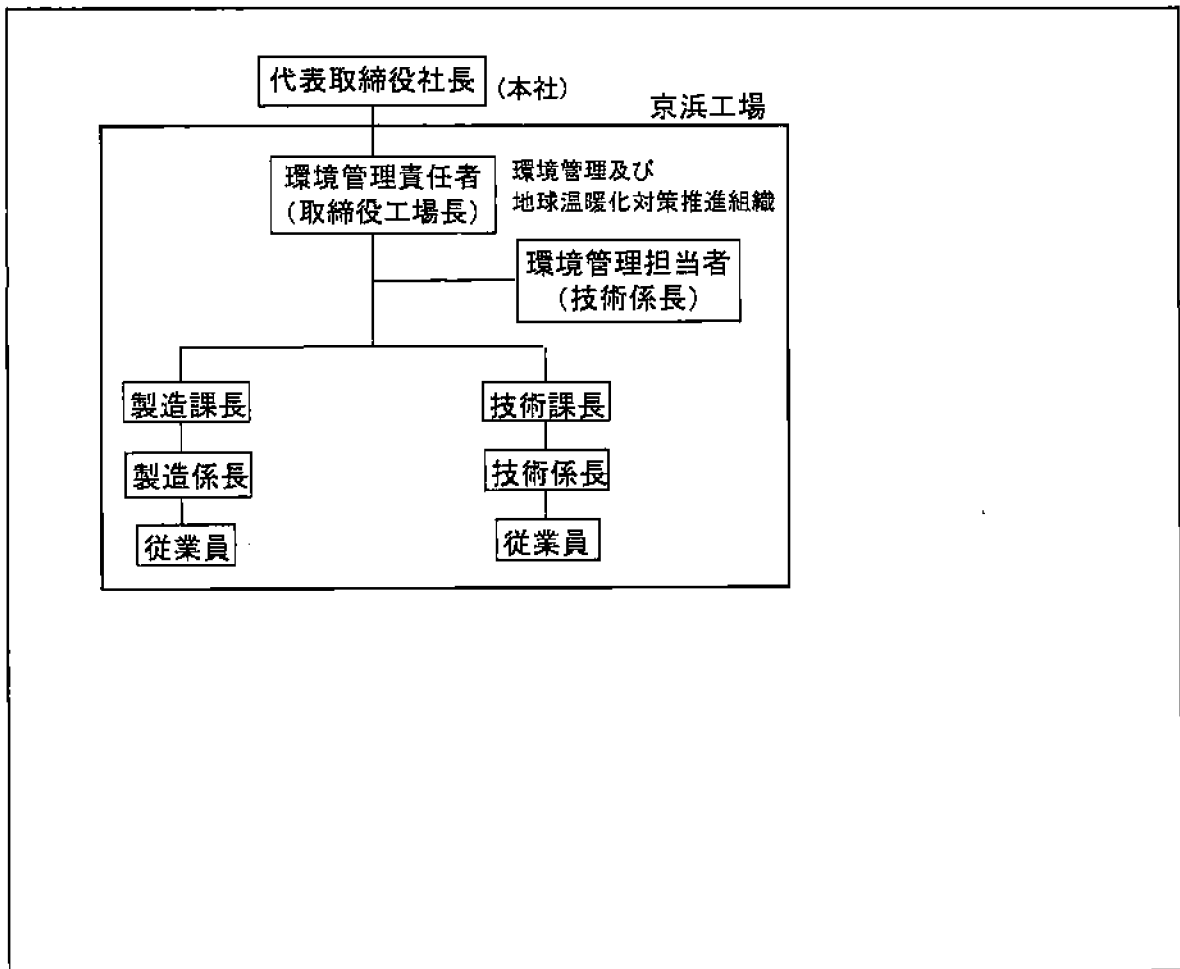 代表取締役社長 (本社)
京浜工場
環境管理責任者
(取締役工場長)
環境管理及び
地球温暖化対策推進組織
環境管理担当者
(技術係長)
製造課長
技術課長
製造係長
技術係長
従業員
従業員